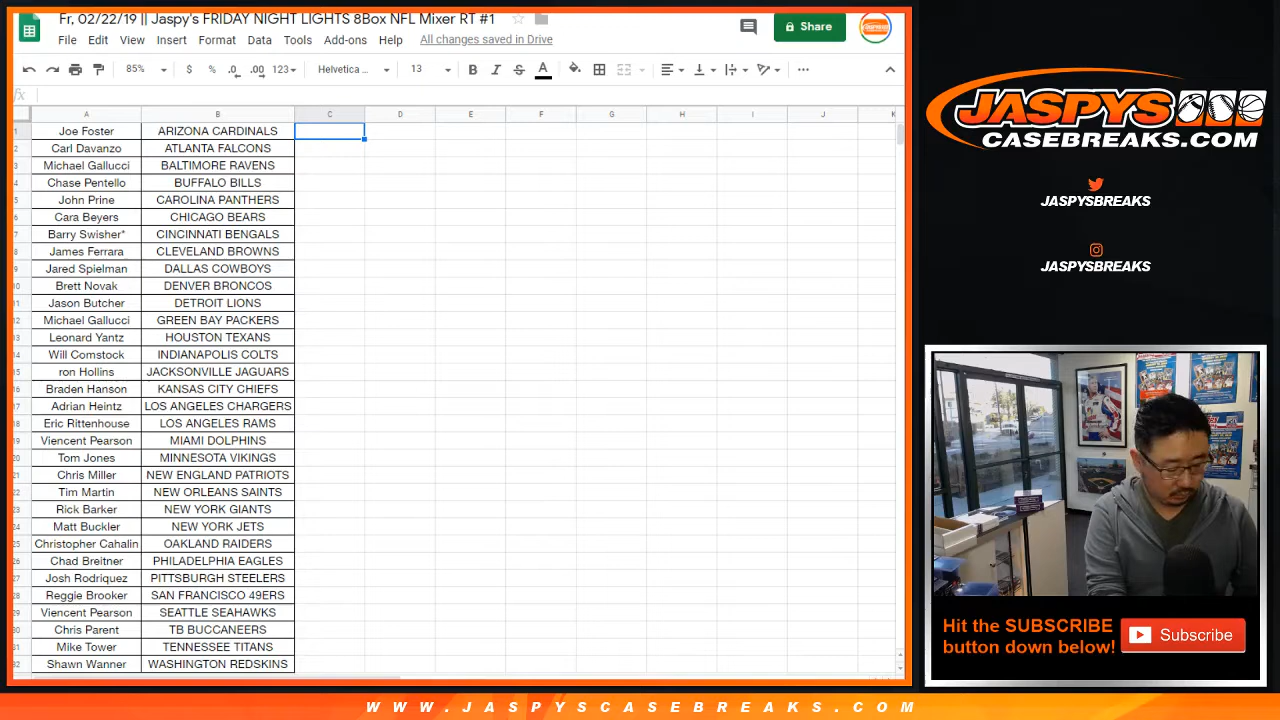 Fr, 02/22/19 || Jaspy's FRIDAY NIGHT LIGHTS 8Box NFL Mixer RT #1
Share
File Edit View Insert Format Data Tools Add-ons Help All changes saved in Drive
85% $ % .0 .00 123 Helvetica ... 13 B I S A
fx
A B C D E F G H I J K
1 Joe Foster ARIZONA CARDINALS
2 Carl Davanzo ATLANTA FALCONS
3 Michael Gallucci BALTIMORE RAVENS
4 Chase Pentello BUFFALO BILLS
5 John Prine CAROLINA PANTHERS
6 Cara Beyers CHICAGO BEARS
7 Barry Swisher* CINCINNATI BENGALS
8 James Ferrara CLEVELAND BROWNS
9 Jared Spielman DALLAS COWBOYS
10 Brett Novak DENVER BRONCOS
11 Jason Butcher DETROIT LIONS
12 Michael Gallucci GREEN BAY PACKERS
13 Leonard Yantz HOUSTON TEXANS
14 Will Comstock INDIANAPOLIS COLTS
15 ron Hollins JACKSONVILLE JAGUARS
16 Braden Hanson KANSAS CITY CHIEFS
17 Adrian Heintz LOS ANGELES CHARGERS
18 Eric Rittenhouse LOS ANGELES RAMS
19 Viencent Pearson MIAMI DOLPHINS
20 Tom Jones MINNESOTA VIKINGS
21 Chris Miller NEW ENGLAND PATRIOTS
22 Tim Martin NEW ORLEANS SAINTS
23 Rick Barker NEW YORK GIANTS
24 Matt Buckler NEW YORK JETS
25 Christopher Cahalin OAKLAND RAIDERS
26 Chad Breitner PHILADELPHIA EAGLES
27 Josh Rodriquez PITTSBURGH STEELERS
28 Reggie Brooker SAN FRANCISCO 49ERS
29 Viencent Pearson SEATTLE SEAHAWKS
30 Chris Parent TB BUCCANEERS
31 Mike Tower TENNESSEE TITANS
32 Shawn Wanner WASHINGTON REDSKINS
JASPYS
CASEBREAKS.COM
JASPYSBREAKS
JASPYSBREAKS
Hit the SUBSCRIBE
button down below!
Subscribe
WWW.JASPYSCASEBREAKS.COM